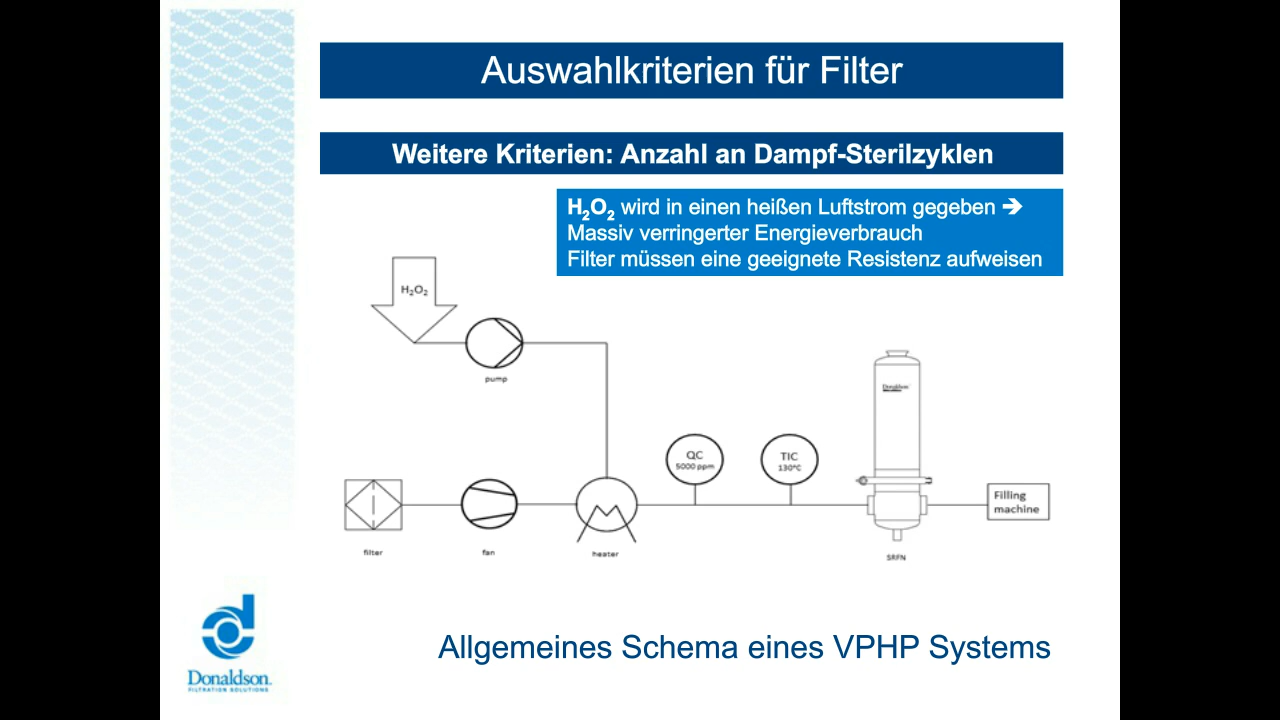 Auswahlkriterien für Filter
Weitere Kriterien: Anzahl an Dampf-Sterilzyklen
H₂O₂ wird in einen heißen Luftstrom gegeben ➔
Massiv verringerter Energieverbrauch
Filter müssen eine geeignete Resistenz aufweisen
H₂O₂
pump
Donaldson
QC
5000 ppm
TIC
130°C
Filling
machine
filter
fan
heater
SRFN
Allgemeines Schema eines VPHP Systems
Donaldson.
FILTRATION SOLUTIONS